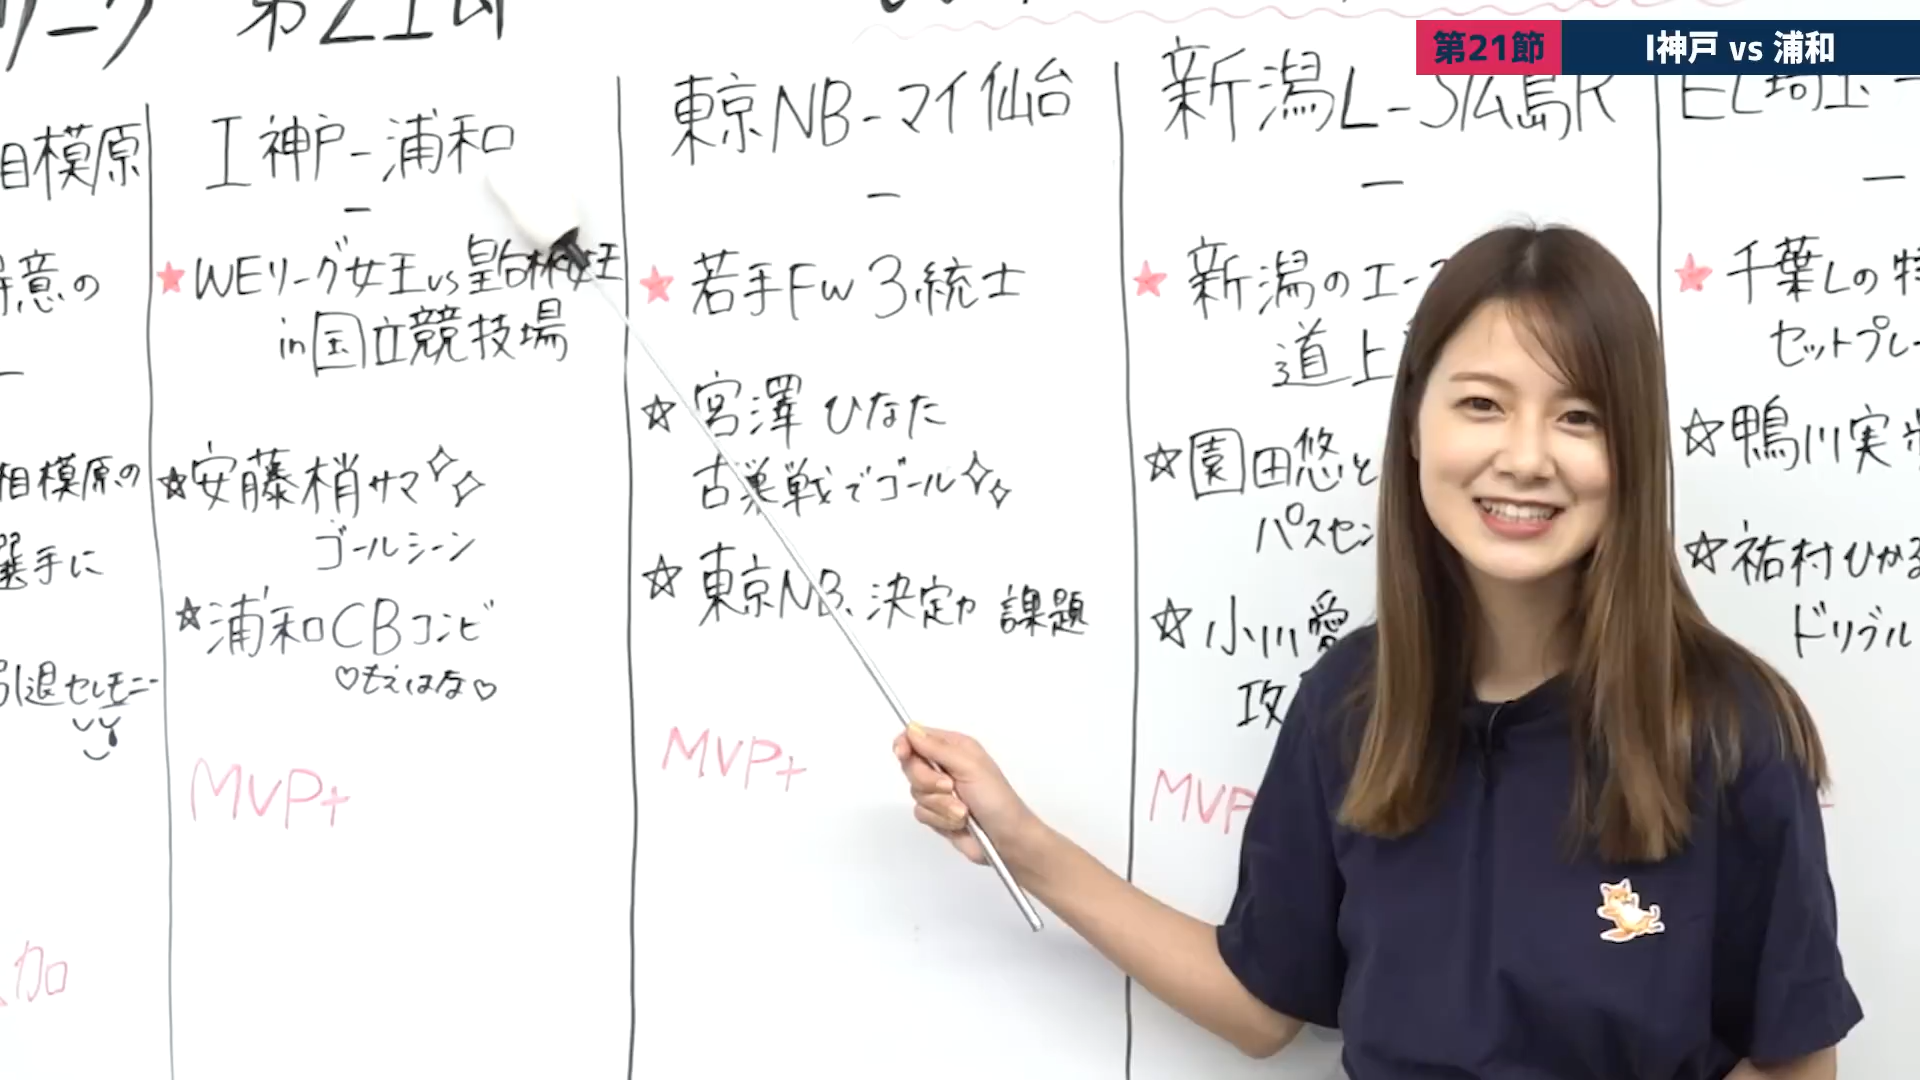 第21節
I神戸 vs 浦和
リーグ 第21節
相模原
意の
相模原の
選手に
引退セレモニー
加
I神戸-浦和
-
★WEリーグ女王vs皇后杯女王
in国立競技場
☆安藤梢サマ
ゴールシーン
☆浦和CBコンビ
♡もえはな♡
MVP+
東京NB-マイ仙台
-
★若手FW3銃士
☆宮澤ひなた
古巣戦でゴール
☆東京NB、決定力 課題
MVP+
新潟L-S広島R
-
★新潟のエー
道上
☆園田悠と
パスセン
☆小川愛
攻
MVP
EL埼玉-
-
★千葉Lの特
セットプレー
☆鴨川実歩
☆祐村ひかる
ドリブル